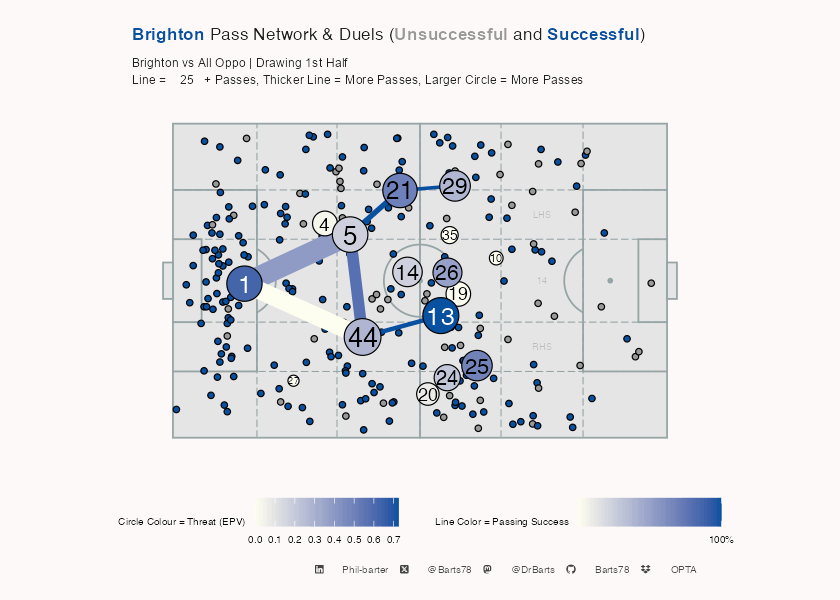 Brighton Pass Network & Duels (Unsuccessful and Successful)
Brighton vs All Oppo | Drawing 1st Half
Line = 25 + Passes, Thicker Line = More Passes, Larger Circle = More Passes
21
29
LHS
4
5
35
10
14
26
14
1
19
13
44
RHS
25
24
27
20
Circle Colour = Threat (EPV)
0.0 0.1 0.2 0.3 0.4 0.5 0.6 0.7
Line Color = Passing Success
100%
Phil-barter @Barts78 @DrBarts Barts78 OPTA